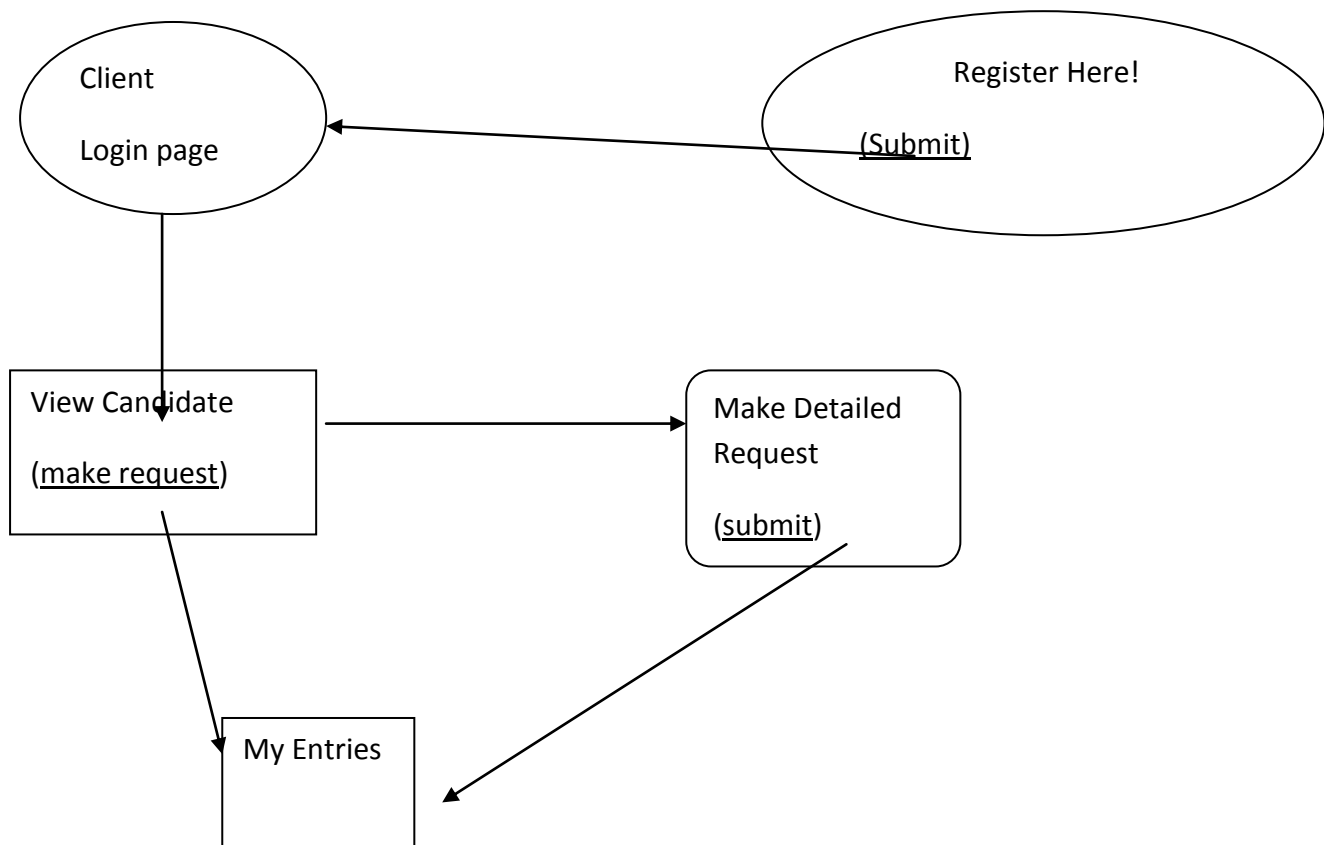 Client
Login page
Register Here!
(Submit)
View Candidate
(make request)
Make Detailed
Request
(submit)
My Entries